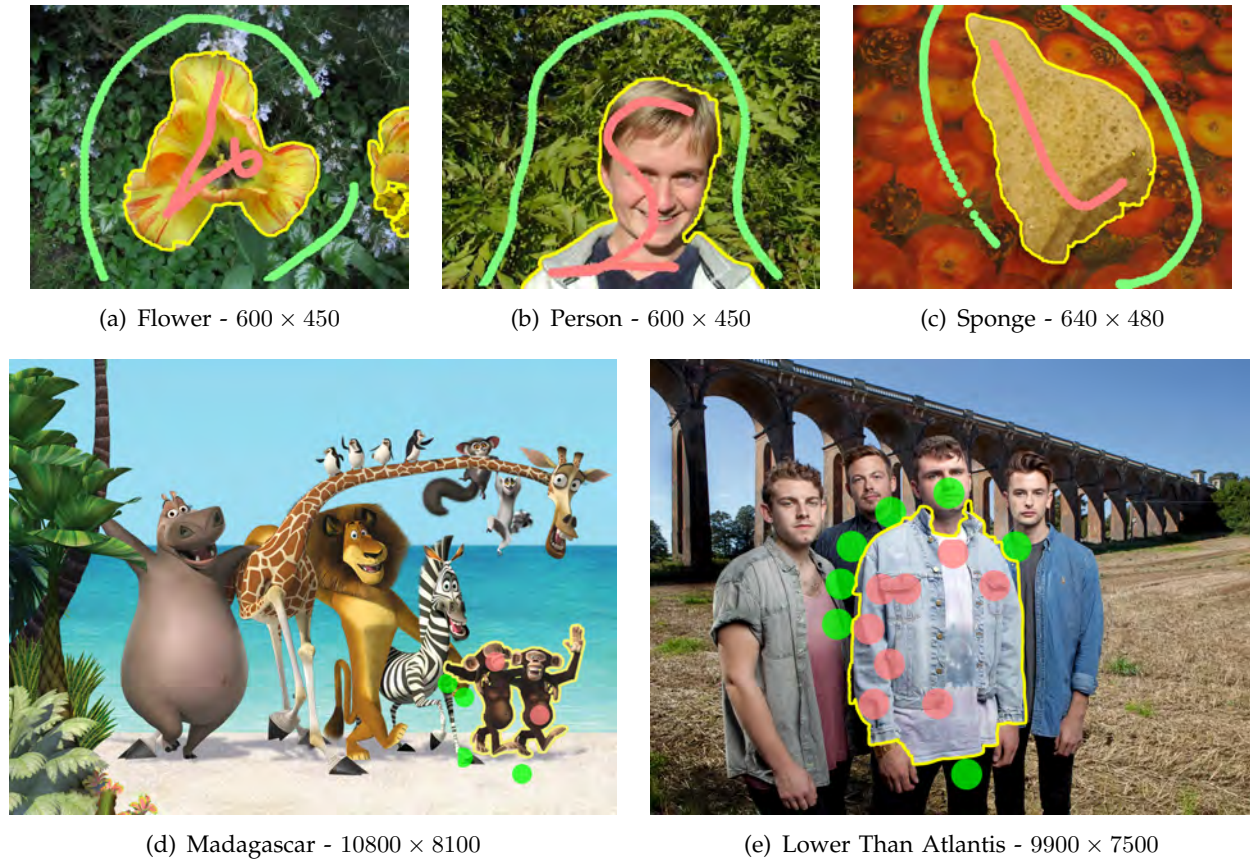 (a) Flower - 600 × 450
(b) Person - 600 × 450
(c) Sponge - 640 × 480
(d) Madagascar - 10800 × 8100
(e) Lower Than Atlantis - 9900 × 7500